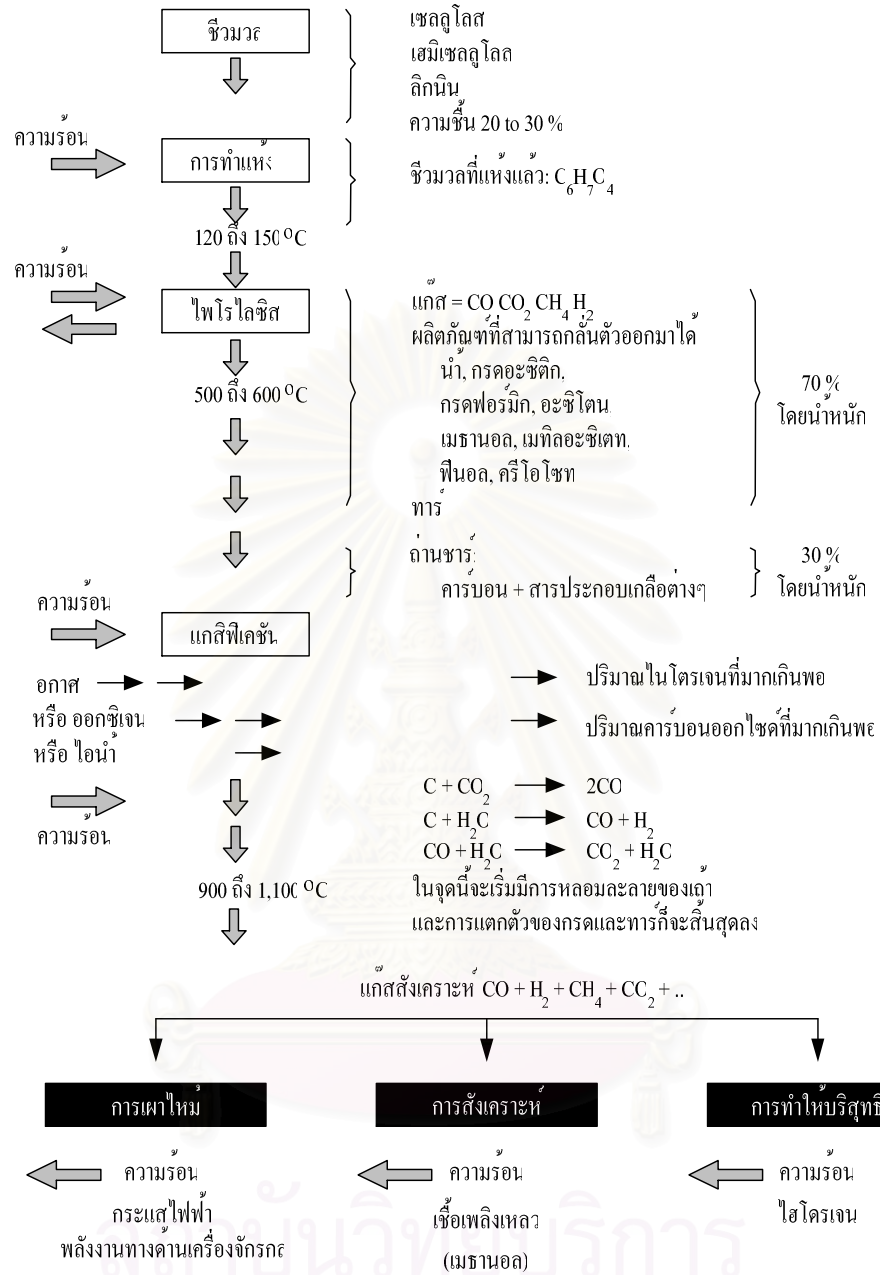 ชีวมวล
เซลลูโลส
เฮมิเซลลูโลส
ลิกนิน
ความชื้น 20 to 30 %
ความร้อน
การทำแห้ง
ชีวมวลที่แห้งแล้ว: C6H7C4
120 ถึง 150 °C
ความร้อน
ไพโรไลซิส
แก๊ส = CO CO2 CH4 H2
ผลิตภัณฑ์ที่สามารถกลั่นตัวออกมาได้
น้ำ, กรดอะซิติก,
กรดฟอร์มิก, อะซิโตน
เมธานอล, เมทิลอะซิเตท,
ฟีนอล, ครีโอโซท
ทาร์
500 ถึง 600 °C
70 %
โดยน้ำหนัก
ถ่านชาร์:
คาร์บอน + สารประกอบเกลือต่างๆ
30 %
โดยน้ำหนัก
ความร้อน
แกสิฟิเคชัน
อกาศ
ปริมาณไนโตรเจนที่มากเกินพอ
หรือ ออกซิเจน
ปริมาณคาร์บอนออกไซด์ที่มากเกินพอ
หรือ ไอน้ำ
ความร้อน
C + CO2 → 2CO
C + H2C → CO + H2
CO + H2C → CO2 + H2C
900 ถึง 1,100 °C
ในจุดนี้จะเริ่มมีการหลอมละลายของเถ้า
และการแตกตัวของกรดและทาร์ก็จะสิ้นสุดลง
แก๊สสังเคราะห์ CO + H2 + CH4 + CC2 + ..
การเผาไหม้
การสังเคราะห์
การทำให้บริสุทธิ์
ความร้อน
กระแสไฟฟ้า
พลังงานทางด้านเครื่องจักรกล
ความร้อน
เชื้อเพลิงเหลว
(เมธานอล)
ความร้อน
ไฮโดรเจน
สถาบันวิทยบริการ